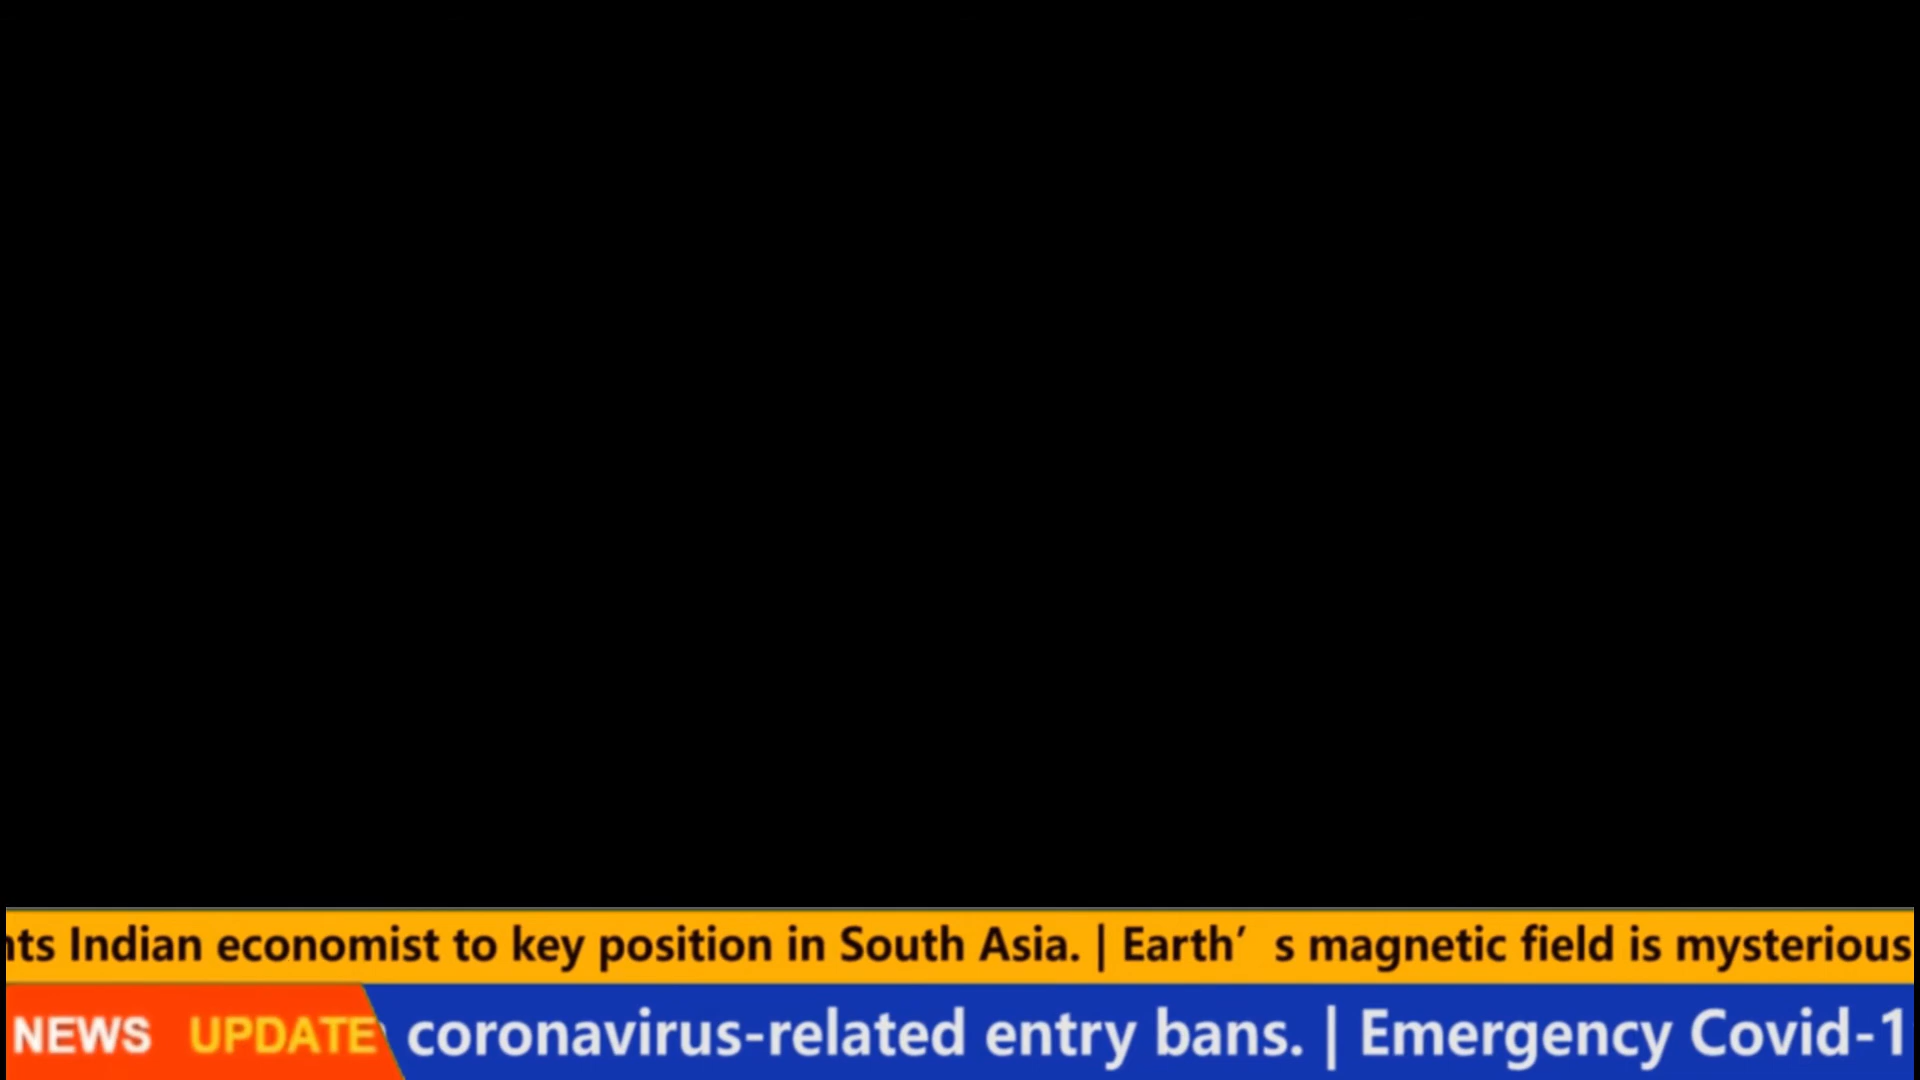 Indian economist to key position in South Asia. | Earth’ s magnetic field is mysterious
NEWS UPDATE coronavirus-related entry bans. | Emergency Covid-1